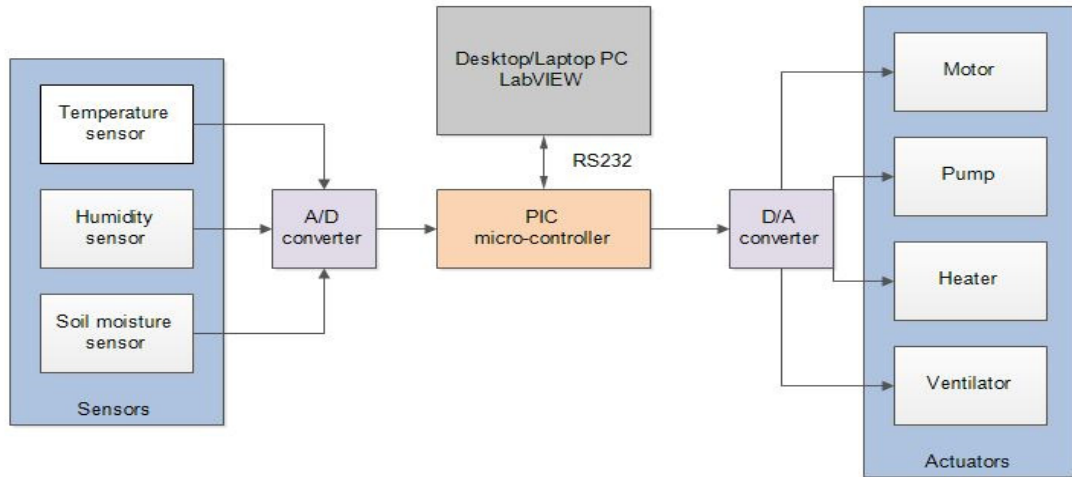 Temperature
sensor
Humidity
sensor
Soil moisture
sensor
Sensors
A/D
converter
Desktop/Laptop PC
LabVIEW
RS232
PIC
micro-controller
D/A
converter
Motor
Pump
Heater
Ventilator
Actuators